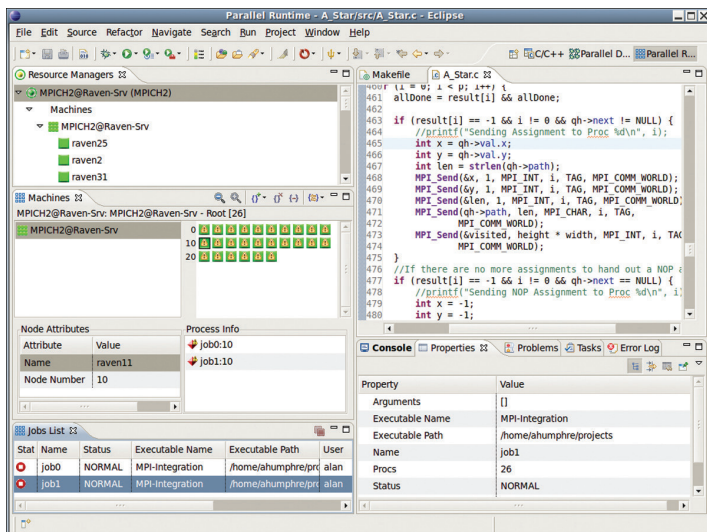 Parallel Runtime - A_Star/src/A_Star.c - Eclipse
File Edit Source Refactor Navigate Search Run Project Window Help
C/C++ Parallel D... Parallel R...
Resource Managers
MPICH2@Raven-Srv (MPICH2)
Machines
MPICH2@Raven-Srv
raven25
raven2
raven31
Machines
MPICH2@Raven-Srv: MPICH2@Raven-Srv - Root [26]
MPICH2@Raven-Srv
0
10
20
Node Attributes
Attribute Value
Name raven11
Node Number 10
Process Info
job0:10
job1:10
Jobs List
Stat Name Status Executable Name Executable Path User
job0 NORMAL MPI-Integration /home/ahumphre/pro alan
job1 NORMAL MPI-Integration /home/ahumphre/pro alan
Makefile A_Star.c
460r (i = 0; i < p; i++) {
461 allDone = result[i] && allDone;
462
463 if (result[i] == -1 && i != 0 && qh->next != NULL) {
464 //printf("Sending Assignment to Proc %d\n", i);
465 int x = qh->val.x;
466 int y = qh->val.y;
467 int len = strlen(qh->path);
468 MPI_Send(&x, 1, MPI_INT, i, TAG, MPI_COMM_WORLD);
469 MPI_Send(&y, 1, MPI_INT, i, TAG, MPI_COMM_WORLD);
470 MPI_Send(&len, 1, MPI_INT, i, TAG, MPI_COMM_WORLD
471 MPI_Send(qh->path, len, MPI_CHAR, i, TAG,
472 MPI_COMM_WORLD);
473 MPI_Send(&visited, height * width, MPI_INT, i, TAG
474 MPI_COMM_WORLD);
475 }
476 //If there are no more assignments to hand out a NOP a
477 if (result[i] == -1 && i != 0 && qh->next == NULL) {
478 //printf("Sending NOP Assignment to Proc %d\n", i)
479 int x = -1;
480 int y = -1;
Console Properties Problems Tasks Error Log
Property Value
Arguments []
Executable Name MPI-Integration
Executable Path /home/ahumphre/projects
Name job1
Procs 26
Status NORMAL